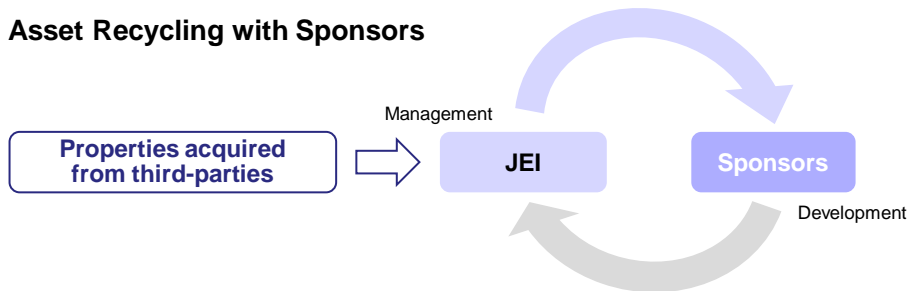 Asset Recycling with Sponsors
Management
Properties acquired
from third-parties
JEI
Sponsors
Development